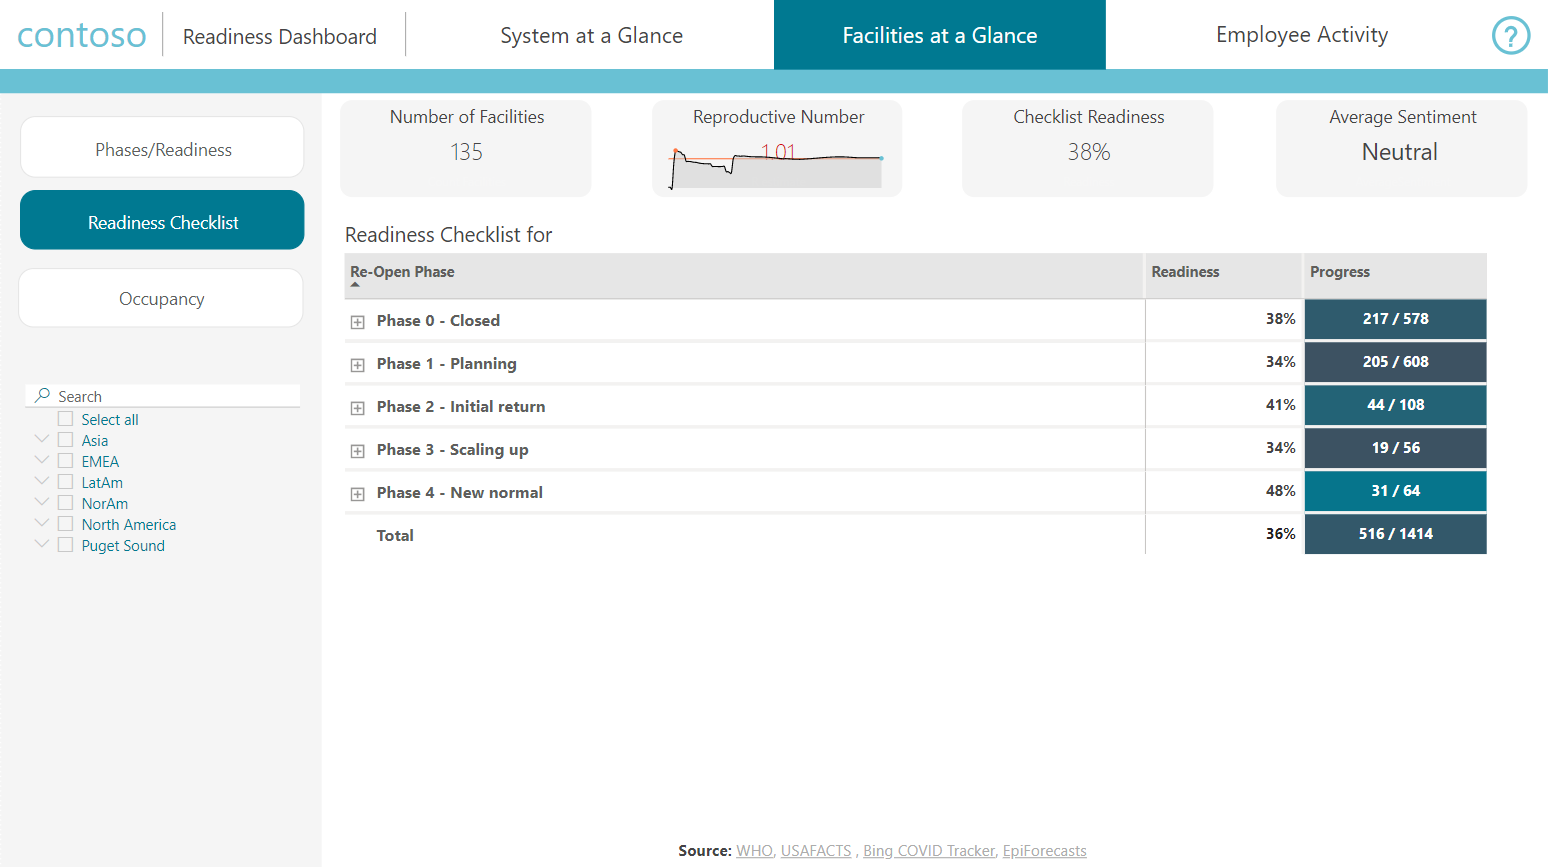 contoso
Readiness Dashboard
System at a Glance
Facilities at a Glance
Employee Activity
?
Phases/Readiness
Readiness Checklist
Occupancy
Search
Select all
Asia
EMEA
LatAm
NorAm
North America
Puget Sound
Number of Facilities
135
Reproductive Number
1.01
Checklist Readiness
38%
Average Sentiment
Neutral
Readiness Checklist for
Re-Open Phase Readiness Progress
Phase 0 - Closed 38% 217 / 578
Phase 1 - Planning 34% 205 / 608
Phase 2 - Initial return 41% 44 / 108
Phase 3 - Scaling up 34% 19 / 56
Phase 4 - New normal 48% 31 / 64
Total 36% 516 / 1414
Source: WHO, USAFACTS , Bing COVID Tracker, EpiForecasts